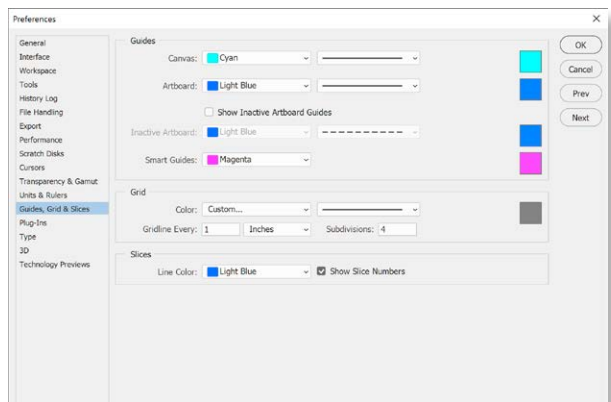 Preferences
General
Interface
Workspace
Tools
History Log
File Handling
Export
Performance
Scratch Disks
Cursors
Transparency & Gamut
Units & Rulers
Guides, Grid & Slices
Plug-Ins
Type
3D
Technology Previews
Guides
Canvas: Cyan
Artboard: Light Blue
Show Inactive Artboard Guides
Inactive Artboard: Light Blue
Smart Guides: Magenta
Grid
Color: Custom...
Gridline Every: 1 Inches Subdivisions: 4
Slices
Line Color: Light Blue Show Slice Numbers
OK
Cancel
Prev
Next